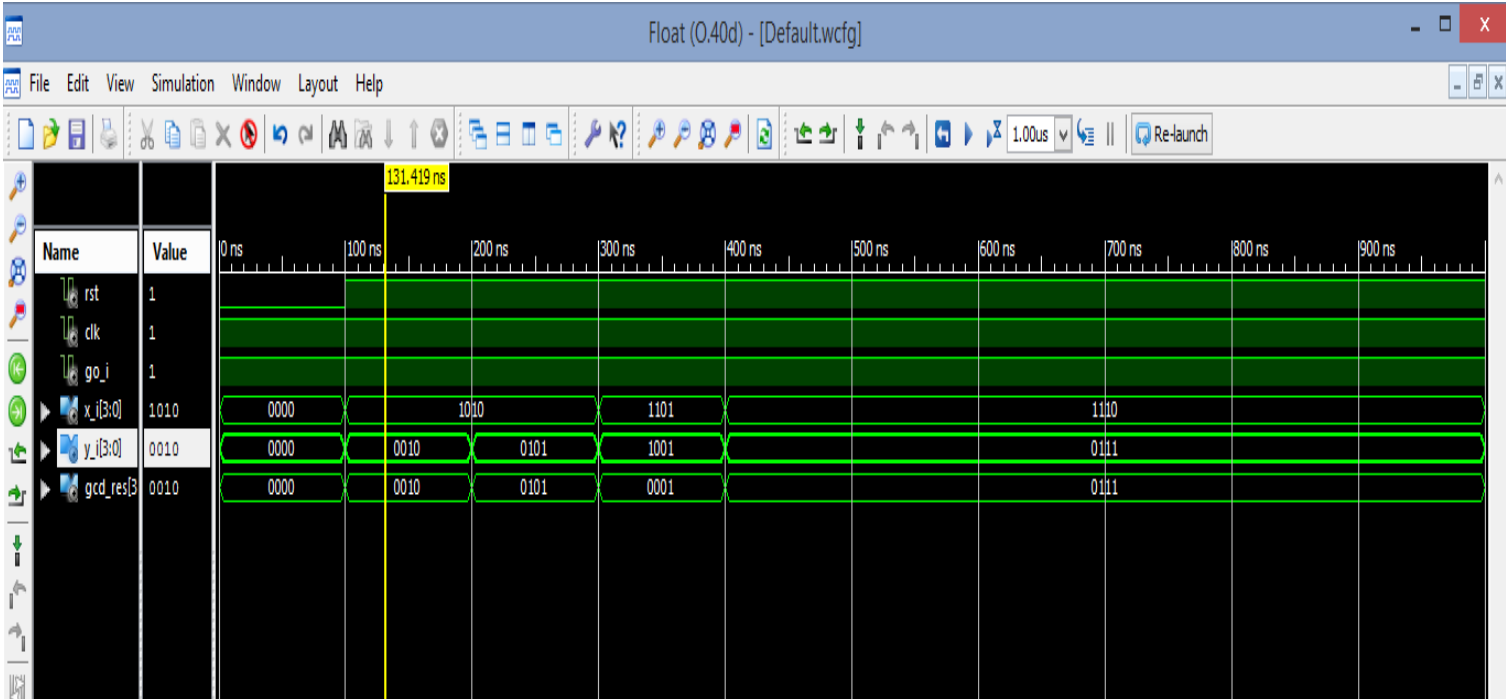 Float (O.40d) - [Default.wcfg]
File Edit View Simulation Window Layout Help
1.00us Re-launch
131.419 ns
Name Value 0 ns 100 ns 200 ns 300 ns 400 ns 500 ns 600 ns 700 ns 800 ns 900 ns
rst 1
clk 1
go_i 1
x_i[3:0] 1010 0000 1010 1101 1110
y_i[3:0] 0010 0000 0010 0101 1001 0111
gcd_res[3 0010 0000 0010 0101 0001 0111